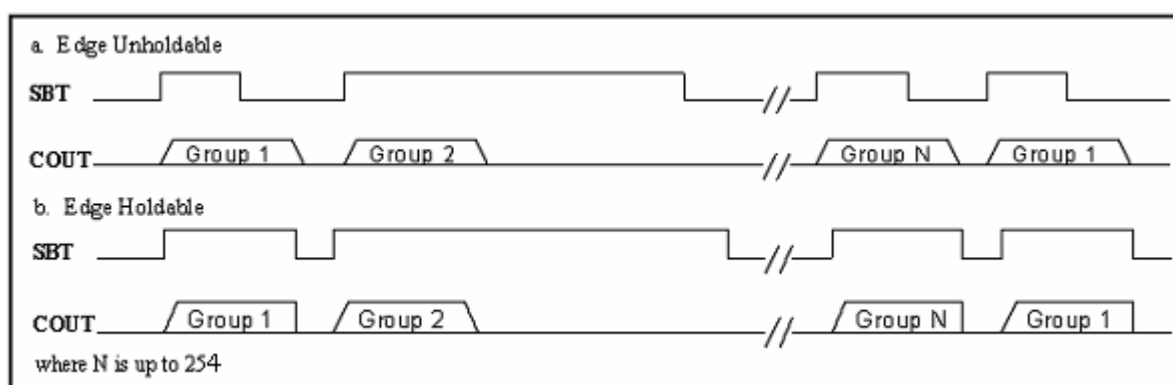 a. Edge Unholdable
SBT
COUT
Group 1
Group 2
Group N
Group 1
b. Edge Holdable
SBT
COUT
Group 1
Group 2
Group N
Group 1
where N is up to 254